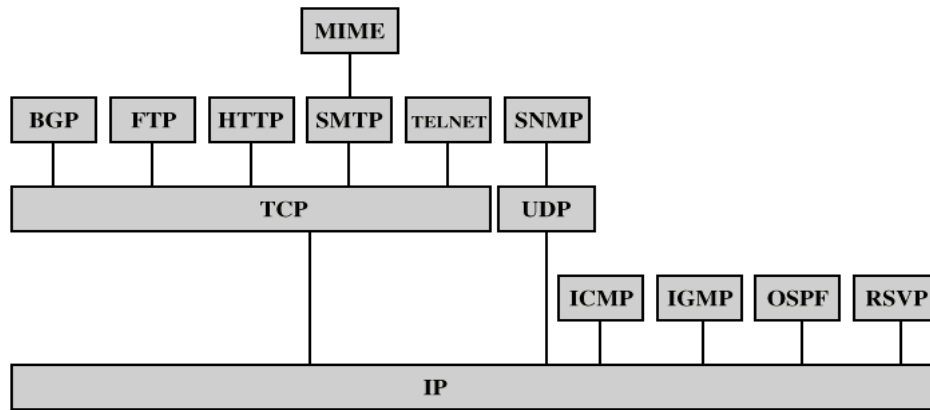 MIME
BGP FTP HTTP SMTP TELNET SNMP
TCP UDP
ICMP IGMP OSPF RSVP
IP